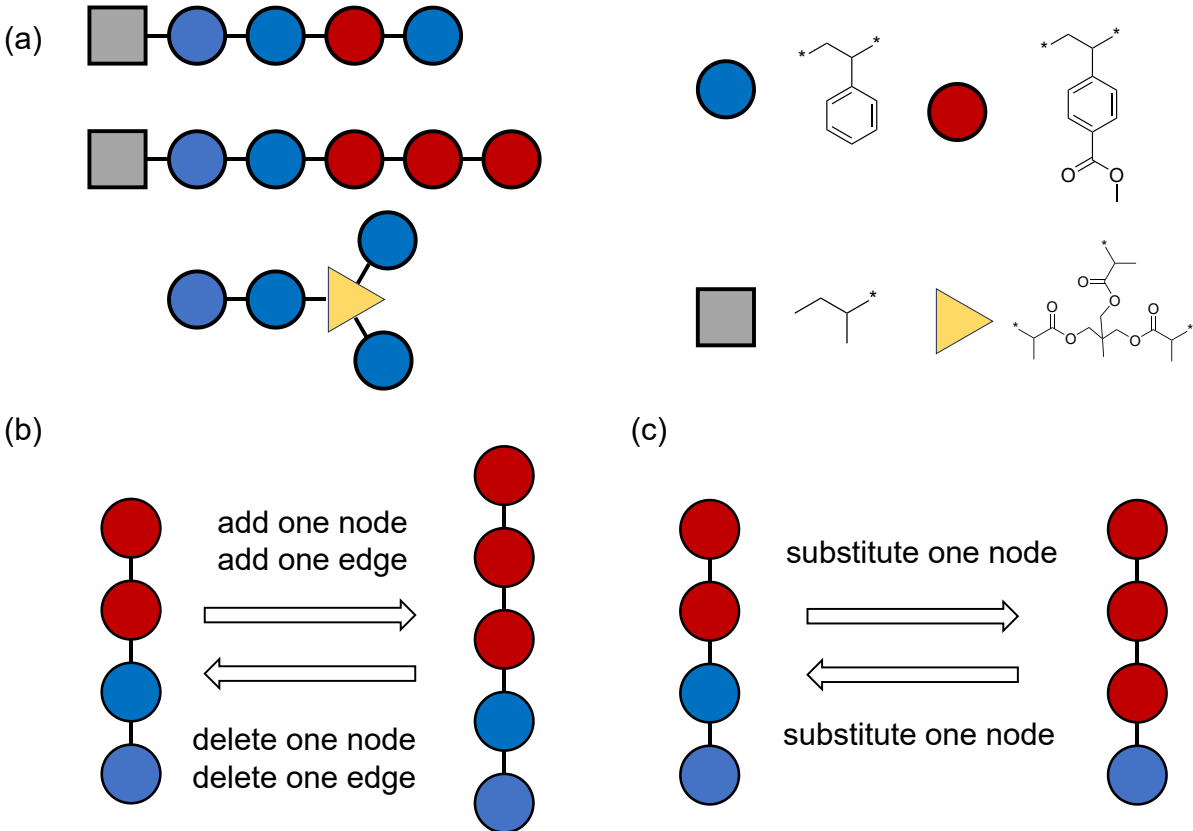 (a)
*
*
*
*
O
O
*
*
O
O
*
O
O
O
O
*
(b)
(c)
add one node
add one edge
substitute one node
delete one node
delete one edge
substitute one node